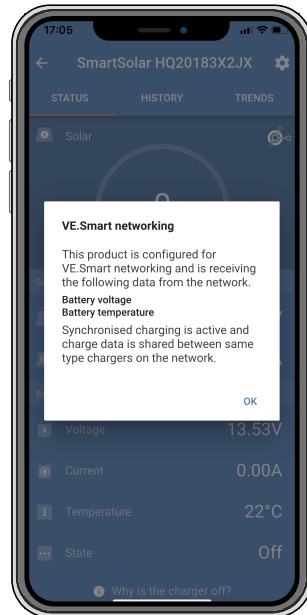 17:05
SmartSolar HQ20183X2JX
STATUS HISTORY TRENDS
Solar
VE.Smart networking
This product is configured for
VE.Smart networking and is receiving
the following data from the network.
Battery voltage
Battery temperature
Synchronised charging is active and
charge data is shared between same
type chargers on the network.
OK
Voltage 13.53V
Current 0.00A
Temperature 22°C
State Off
Why is the charger off?